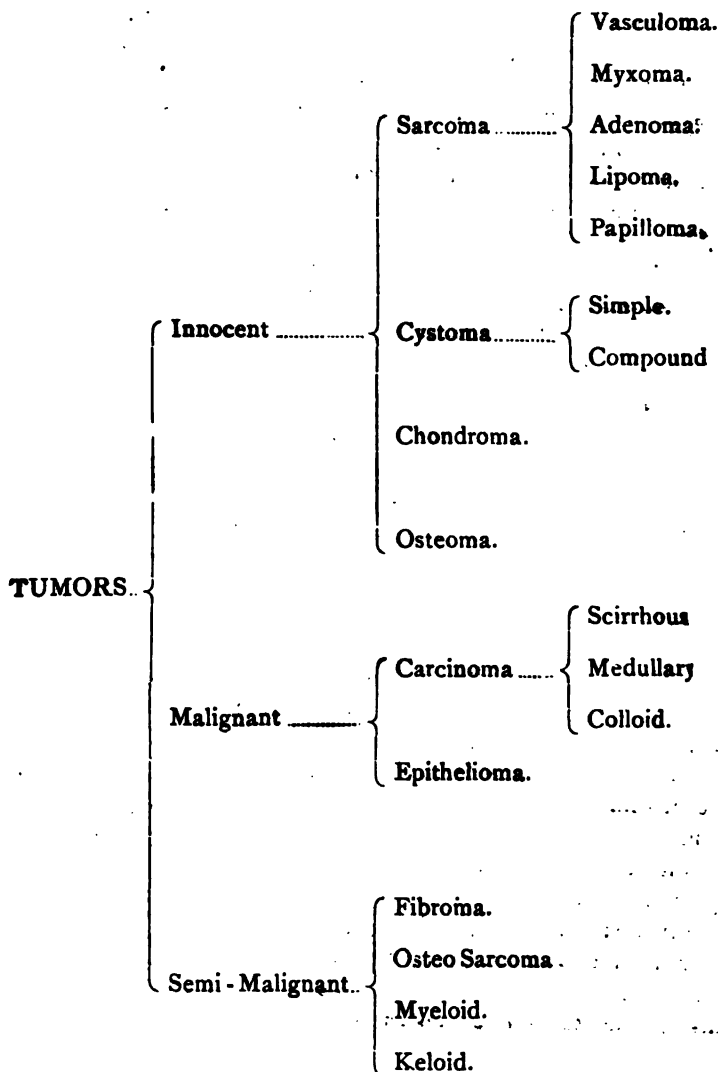 Vasculoma.
Myxoma.
Sarcoma ........... Adenoma.
Lipoma.
Papilloma.
Simple.
Innocent ................ Cystoma ...........
Compound
Chondroma.
Osteoma.
TUMORS..
Scirrhous
Carcinoma ...... Medullary
Malignant .............
Colloid.
Epithelioma.
Fibroma.
Osteo Sarcoma .
Semi - Malignant..
Myeloid.
Keloid.